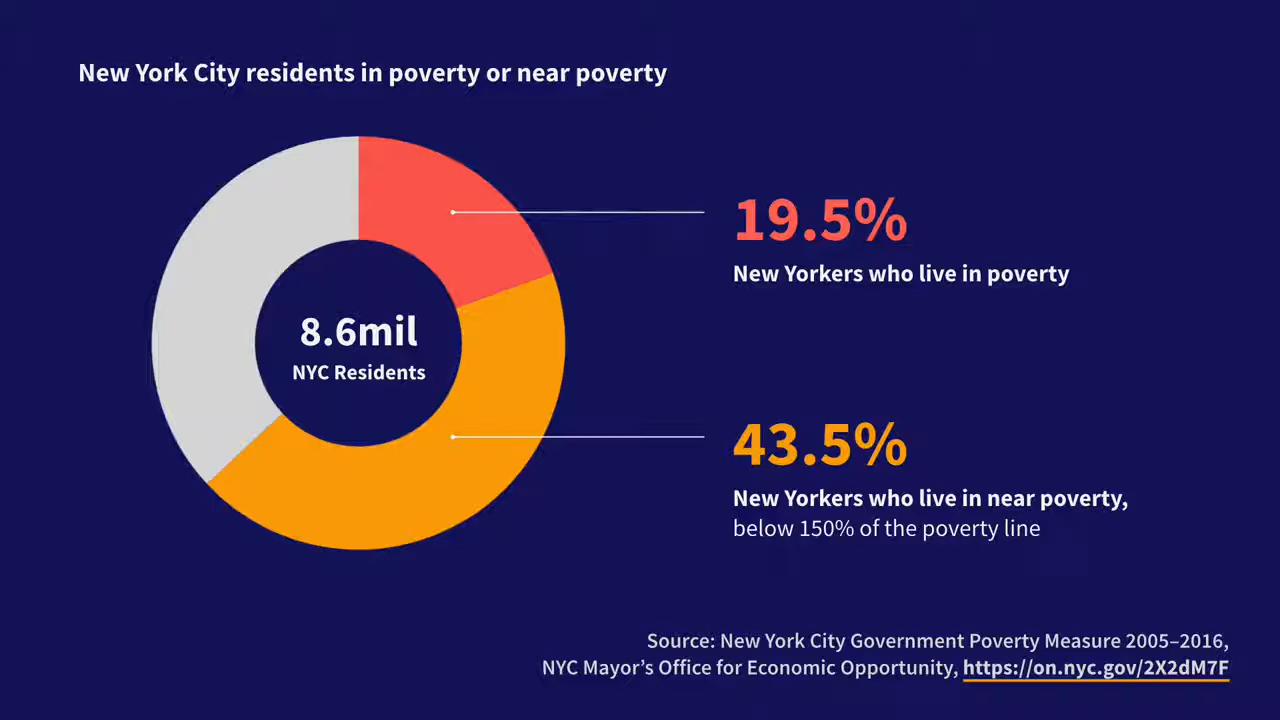 New York City residents in poverty or near poverty
8.6mil
NYC Residents
19.5%
New Yorkers who live in poverty
43.5%
New Yorkers who live in near poverty,
below 150% of the poverty line
Source: New York City Government Poverty Measure 2005–2016,
NYC Mayor’s Office for Economic Opportunity, https://on.nyc.gov/2X2dM7F